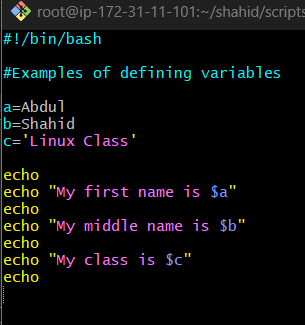 root@ip-172-31-11-101:~/shahid/scripts
#!/bin/bash
#Examples of defining variables
a=Abdul
b=Shahid
c='Linux Class'
echo
echo "My first name is $a"
echo
echo "My middle name is $b"
echo
echo "My class is $c"
echo